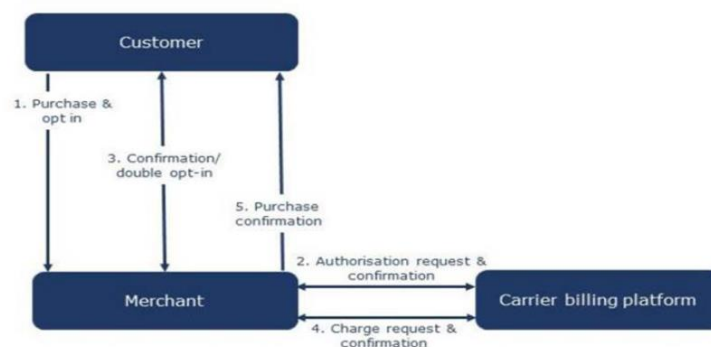 Customer
1. Purchase &
opt in
3. Confirmation/
double opt-in
5. Purchase
confirmation
2. Authorisation request &
confirmation
Merchant
Carrier billing platform
4. Charge request &
confirmation